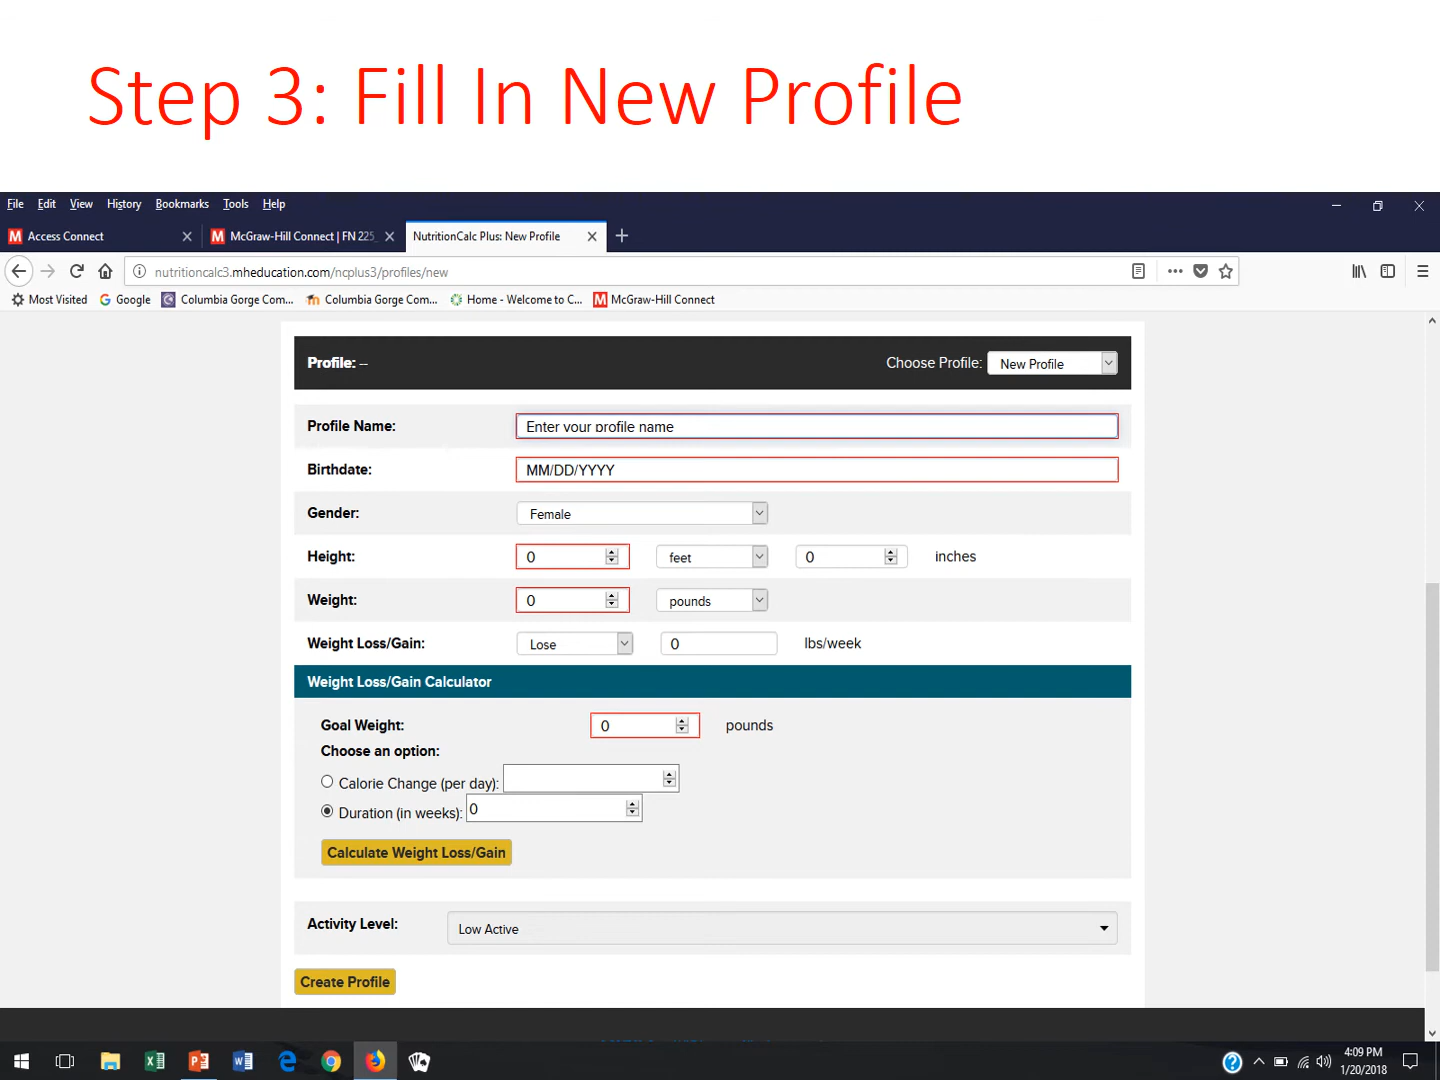 Step 3: Fill In New Profile
File Edit View History Bookmarks Tools Help
Access Connect McGraw-Hill Connect | FN 225_ NutritionCalc Plus: New Profile
nutritioncalc3.mheducation.com/ncplus3/profiles/new
Most Visited Google Columbia Gorge Com... Columbia Gorge Com... Home - Welcome to C... McGraw-Hill Connect
Profile: -- Choose Profile: New Profile
Profile Name: Enter your profile name
Birthdate: MM/DD/YYYY
Gender: Female
Height: 0 feet 0 inches
Weight: 0 pounds
Weight Loss/Gain: Lose 0 lbs/week
Weight Loss/Gain Calculator
Goal Weight: 0 pounds
Choose an option:
Calorie Change (per day):
Duration (in weeks): 0
Calculate Weight Loss/Gain
Activity Level: Low Active
Create Profile
4:09 PM
1/20/2018